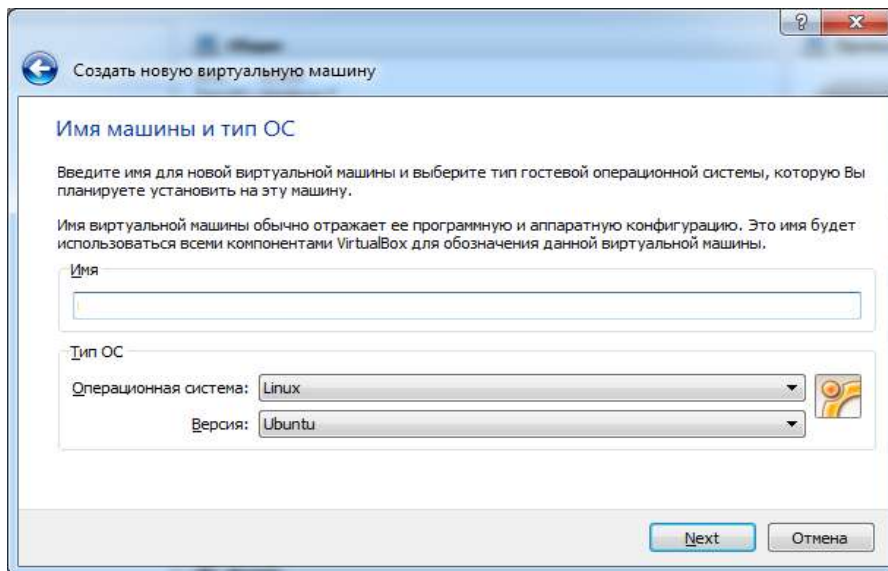 Создать новую виртуальную машину
Имя машины и тип ОС
Введите имя для новой виртуальной машины и выберите тип гостевой операционной системы, которую Вы
планируете установить на эту машину.
Имя виртуальной машины обычно отражает ее программную и аппаратную конфигурацию. Это имя будет
использоваться всеми компонентами VirtualBox для обозначения данной виртуальной машины.
Имя
Тип ОС
Операционная система: Linux
Версия: Ubuntu
Next Отмена